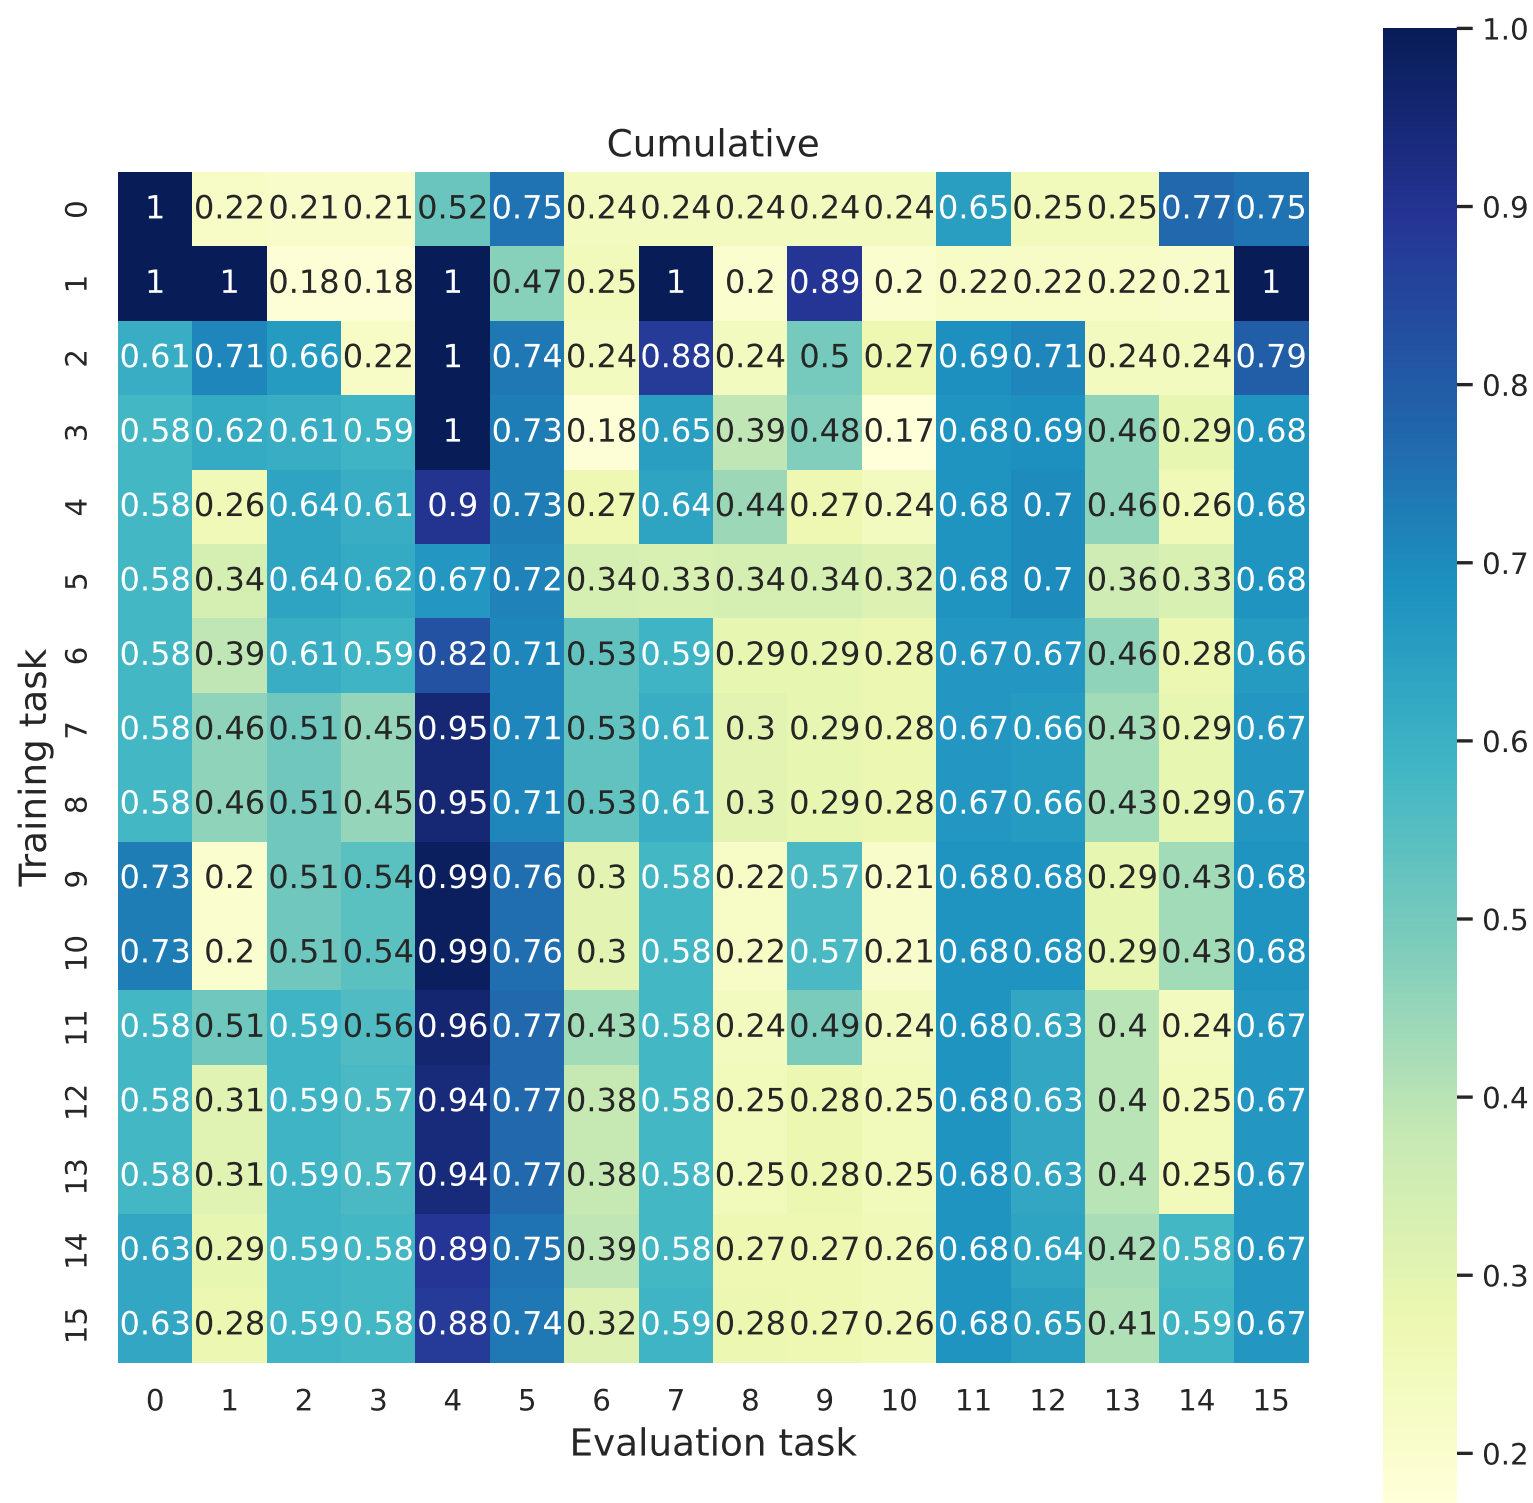 Cumulative
1.0
0.9
0.8
0.7
0.6
0.5
0.4
0.3
0.2
Training task
0 1 0.22 0.21 0.21 0.52 0.75 0.24 0.24 0.24 0.24 0.24 0.65 0.25 0.25 0.77 0.75
1 1 1 0.18 0.18 1 0.47 0.25 1 0.2 0.89 0.2 0.22 0.22 0.22 0.21 1
2 0.61 0.71 0.66 0.22 1 0.74 0.24 0.88 0.24 0.5 0.27 0.69 0.71 0.24 0.24 0.79
3 0.58 0.62 0.61 0.59 1 0.73 0.18 0.65 0.39 0.48 0.17 0.68 0.69 0.46 0.29 0.68
4 0.58 0.26 0.64 0.61 0.9 0.73 0.27 0.64 0.44 0.27 0.24 0.68 0.7 0.46 0.26 0.68
5 0.58 0.34 0.64 0.62 0.67 0.72 0.34 0.33 0.34 0.34 0.32 0.68 0.7 0.36 0.33 0.68
6 0.58 0.39 0.61 0.59 0.82 0.71 0.53 0.59 0.29 0.29 0.28 0.67 0.67 0.46 0.28 0.66
7 0.58 0.46 0.51 0.45 0.95 0.71 0.53 0.61 0.3 0.29 0.28 0.67 0.66 0.43 0.29 0.67
8 0.58 0.46 0.51 0.45 0.95 0.71 0.53 0.61 0.3 0.29 0.28 0.67 0.66 0.43 0.29 0.67
9 0.73 0.2 0.51 0.54 0.99 0.76 0.3 0.58 0.22 0.57 0.21 0.68 0.68 0.29 0.43 0.68
10 0.73 0.2 0.51 0.54 0.99 0.76 0.3 0.58 0.22 0.57 0.21 0.68 0.68 0.29 0.43 0.68
11 0.58 0.51 0.59 0.56 0.96 0.77 0.43 0.58 0.24 0.49 0.24 0.68 0.63 0.4 0.24 0.67
12 0.58 0.31 0.59 0.57 0.94 0.77 0.38 0.58 0.25 0.28 0.25 0.68 0.63 0.4 0.25 0.67
13 0.58 0.31 0.59 0.57 0.94 0.77 0.38 0.58 0.25 0.28 0.25 0.68 0.63 0.4 0.25 0.67
14 0.63 0.29 0.59 0.58 0.89 0.75 0.39 0.58 0.27 0.27 0.26 0.68 0.64 0.42 0.58 0.67
15 0.63 0.28 0.59 0.58 0.88 0.74 0.32 0.59 0.28 0.27 0.26 0.68 0.65 0.41 0.59 0.67
0 1 2 3 4 5 6 7 8 9 10 11 12 13 14 15
Evaluation task